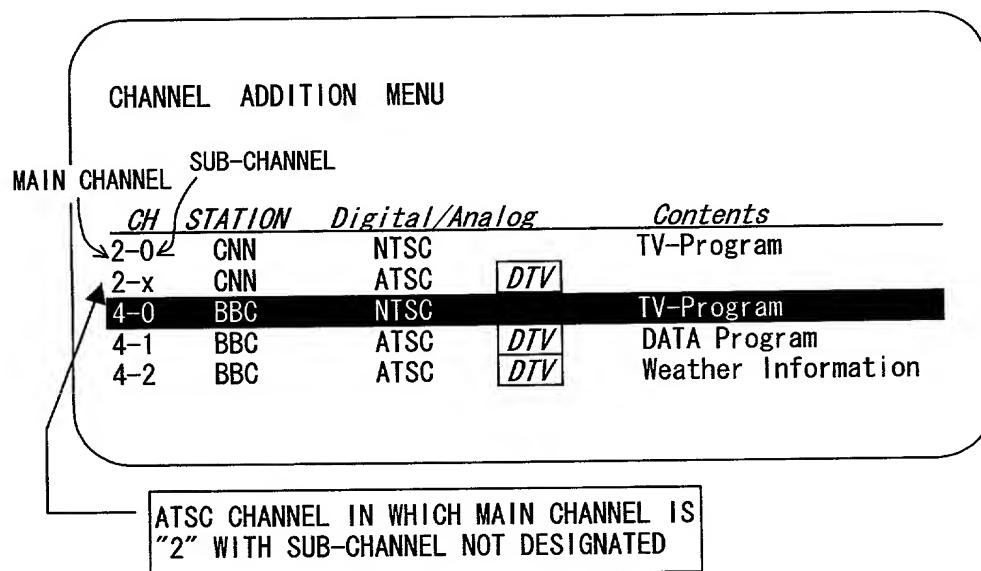 CHANNEL ADDITION MENU
SUB-CHANNEL
MAIN CHANNEL
CH STATION Digital/Analog Contents
2-0 CNN NTSC TV-Program
2-x CNN ATSC DTV
4-0 BBC NTSC TV-Program
4-1 BBC ATSC DTV DATA Program
4-2 BBC ATSC DTV Weather Information
ATSC CHANNEL IN WHICH MAIN CHANNEL IS
"2" WITH SUB-CHANNEL NOT DESIGNATED